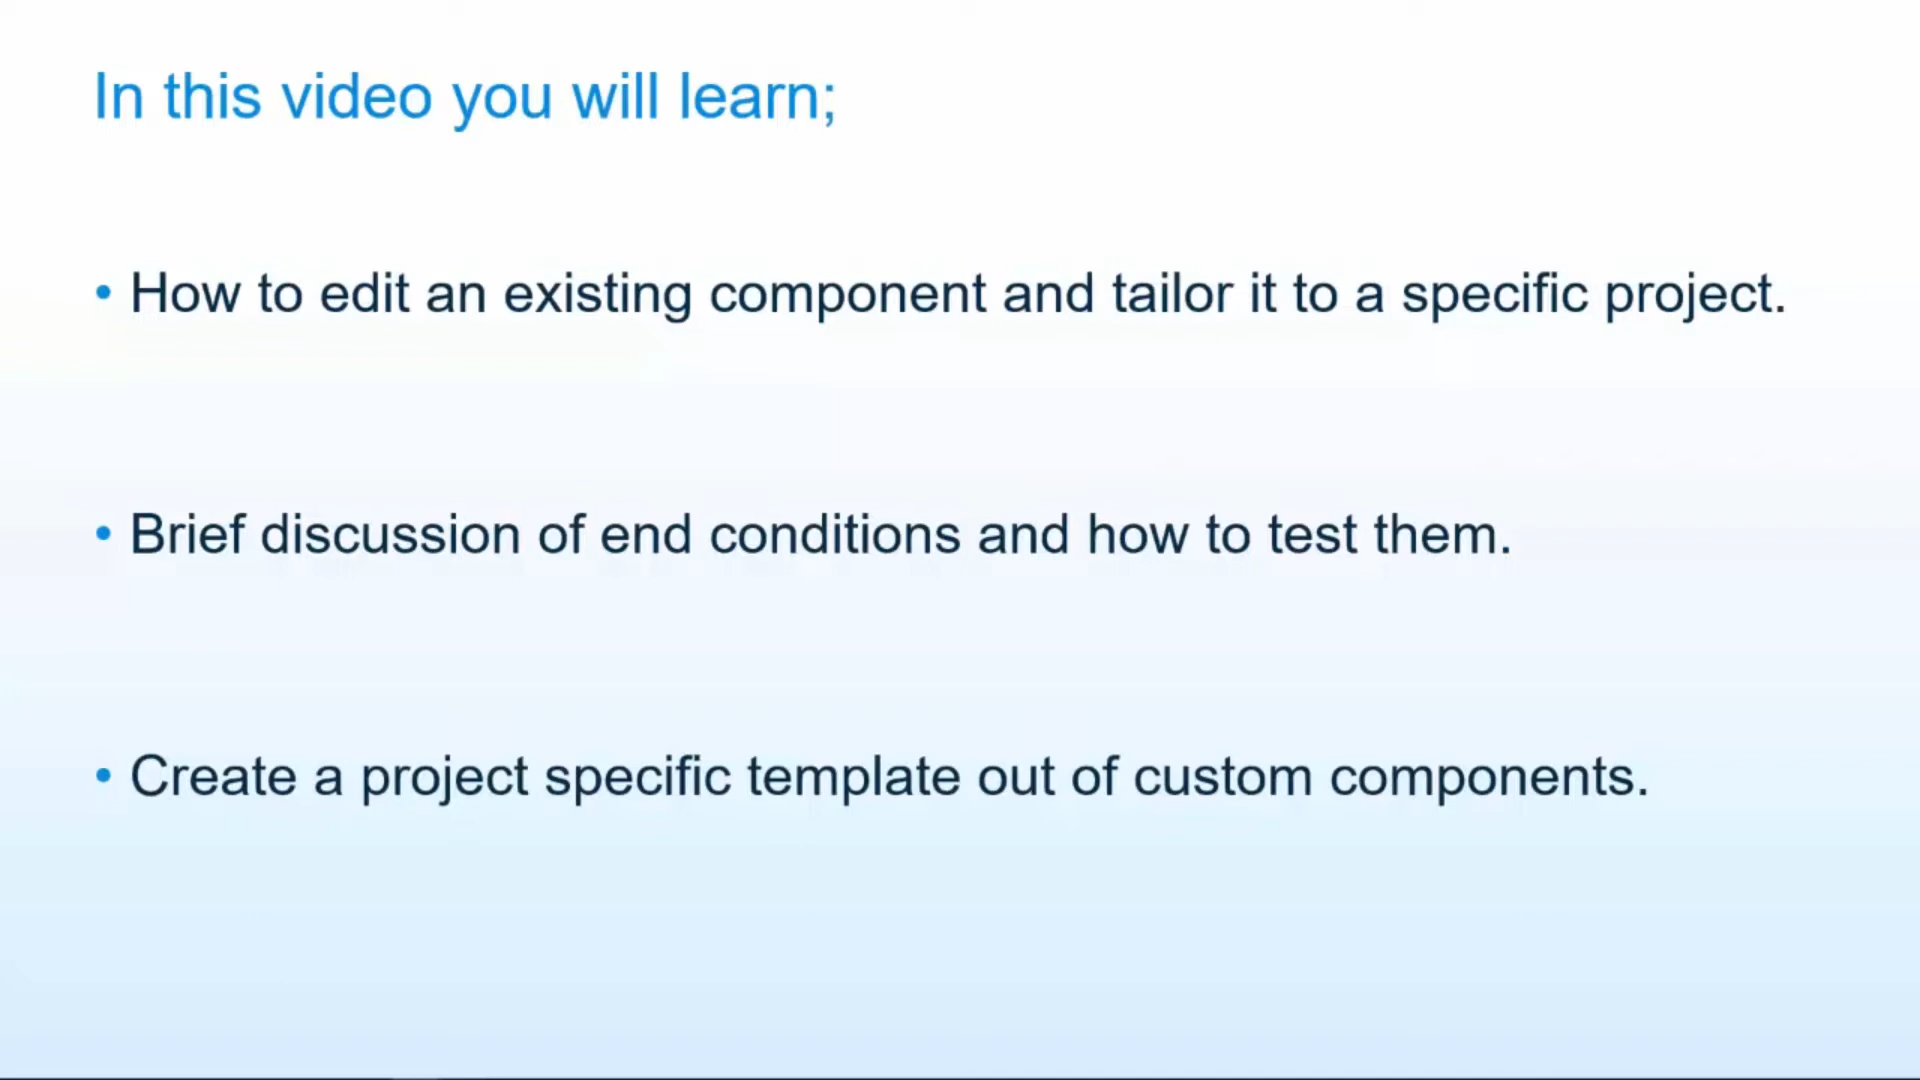 In this video you will learn;
• How to edit an existing component and tailor it to a specific project.
• Brief discussion of end conditions and how to test them.
• Create a project specific template out of custom components.